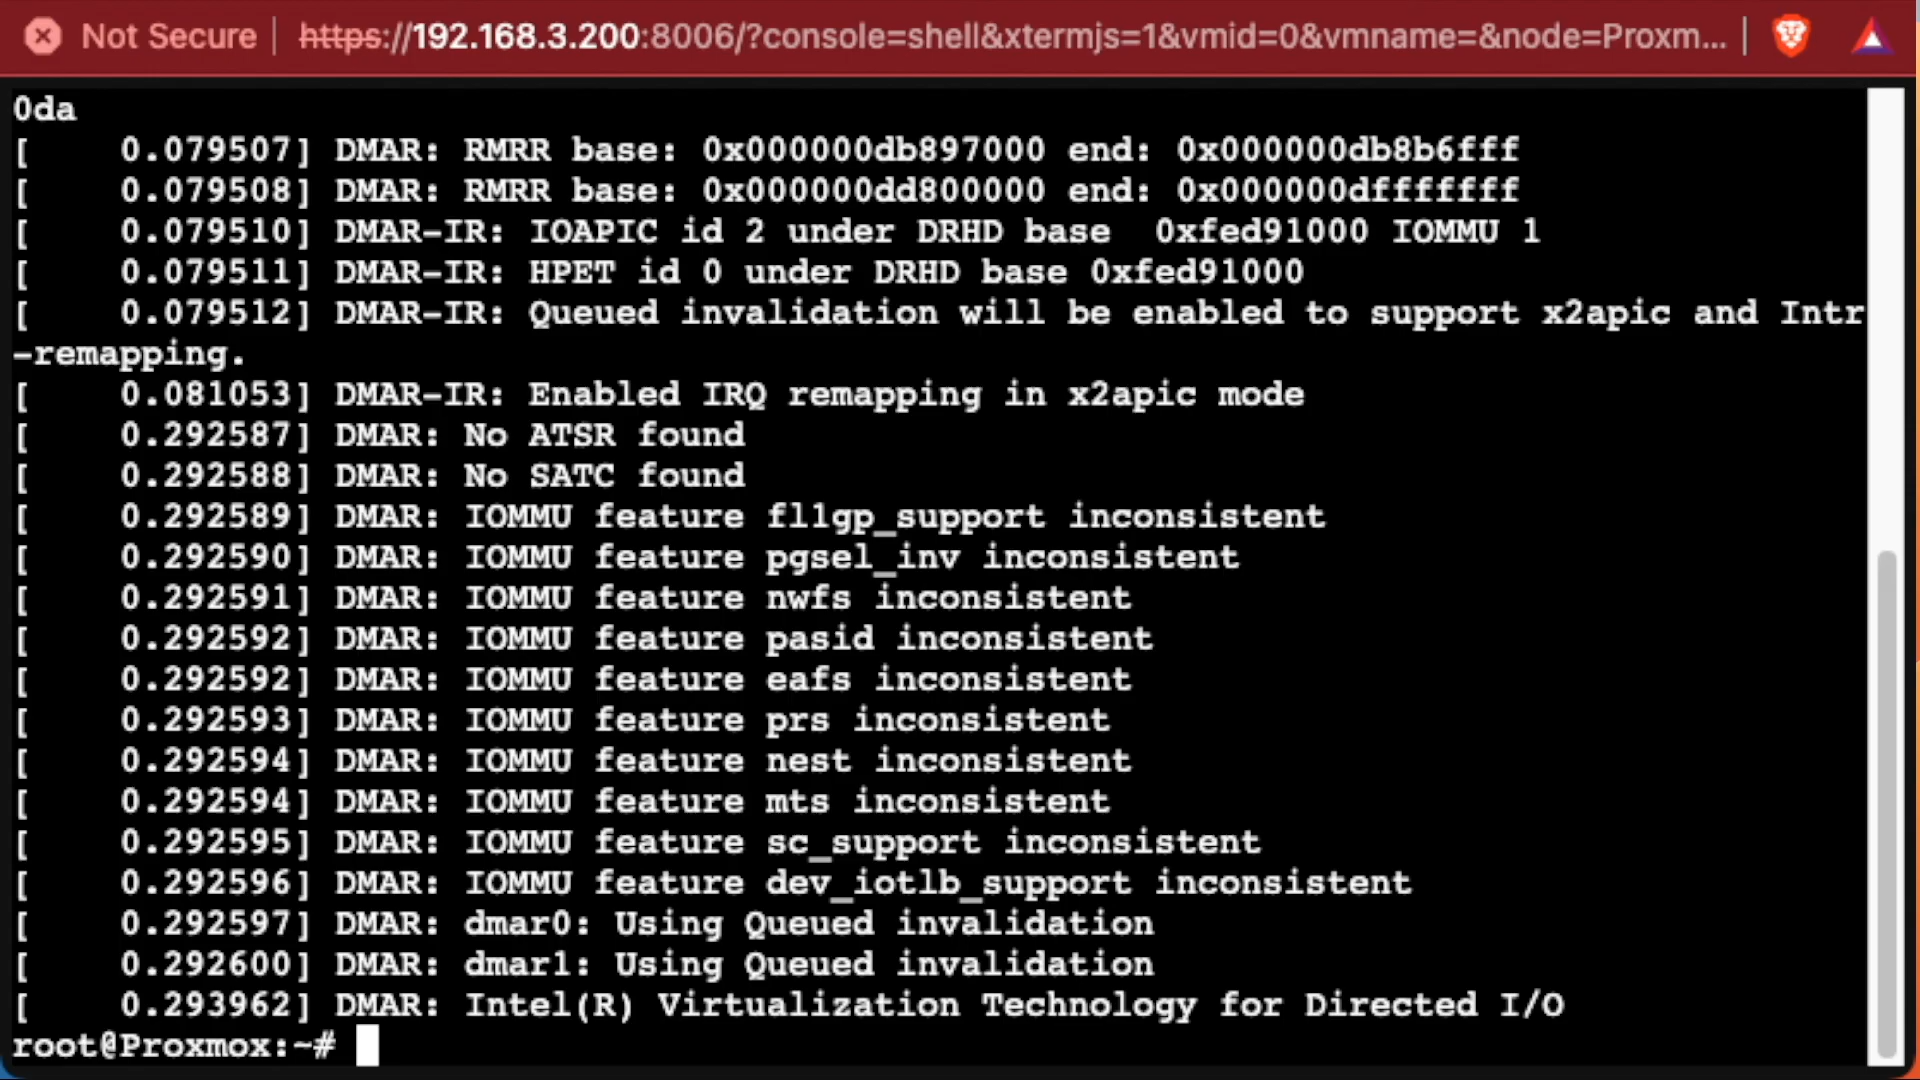 Not Secure | https://192.168.3.200:8006/?console=shell&xtermjs=1&vmid=0&vmname=&node=Proxm...
0da
[    0.079507] DMAR: RMRR base: 0x000000db897000 end: 0x000000db8b6fff
[    0.079508] DMAR: RMRR base: 0x000000dd800000 end: 0x000000dfffffff
[    0.079510] DMAR-IR: IOAPIC id 2 under DRHD base  0xfed91000 IOMMU 1
[    0.079511] DMAR-IR: HPET id 0 under DRHD base 0xfed91000
[    0.079512] DMAR-IR: Queued invalidation will be enabled to support x2apic and Intr
-remapping.
[    0.081053] DMAR-IR: Enabled IRQ remapping in x2apic mode
[    0.292587] DMAR: No ATSR found
[    0.292588] DMAR: No SATC found
[    0.292589] DMAR: IOMMU feature fl1gp_support inconsistent
[    0.292590] DMAR: IOMMU feature pgsel_inv inconsistent
[    0.292591] DMAR: IOMMU feature nwfs inconsistent
[    0.292592] DMAR: IOMMU feature pasid inconsistent
[    0.292592] DMAR: IOMMU feature eafs inconsistent
[    0.292593] DMAR: IOMMU feature prs inconsistent
[    0.292594] DMAR: IOMMU feature nest inconsistent
[    0.292594] DMAR: IOMMU feature mts inconsistent
[    0.292595] DMAR: IOMMU feature sc_support inconsistent
[    0.292596] DMAR: IOMMU feature dev_iotlb_support inconsistent
[    0.292597] DMAR: dmar0: Using Queued invalidation
[    0.292600] DMAR: dmar1: Using Queued invalidation
[    0.293962] DMAR: Intel(R) Virtualization Technology for Directed I/O
root@Proxmox:~#